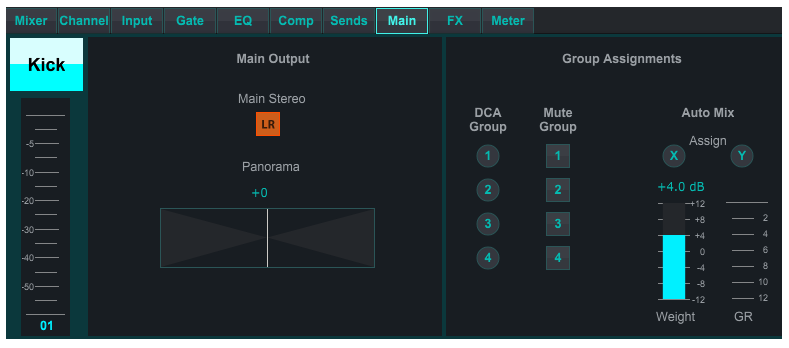 Mixer Channel Input Gate EQ Comp Sends Main FX Meter
Kick
-5
-10
-20
-30
-40
-50
01
Main Output
Main Stereo
LR
Panorama
+0
Group Assignments
DCA
Group
1
2
3
4
Mute
Group
1
2
3
4
Auto Mix
Assign
X Y
+4.0 dB
+12
+8
+4
0
-4
-8
-12
Weight
2
4
6
8
10
12
GR